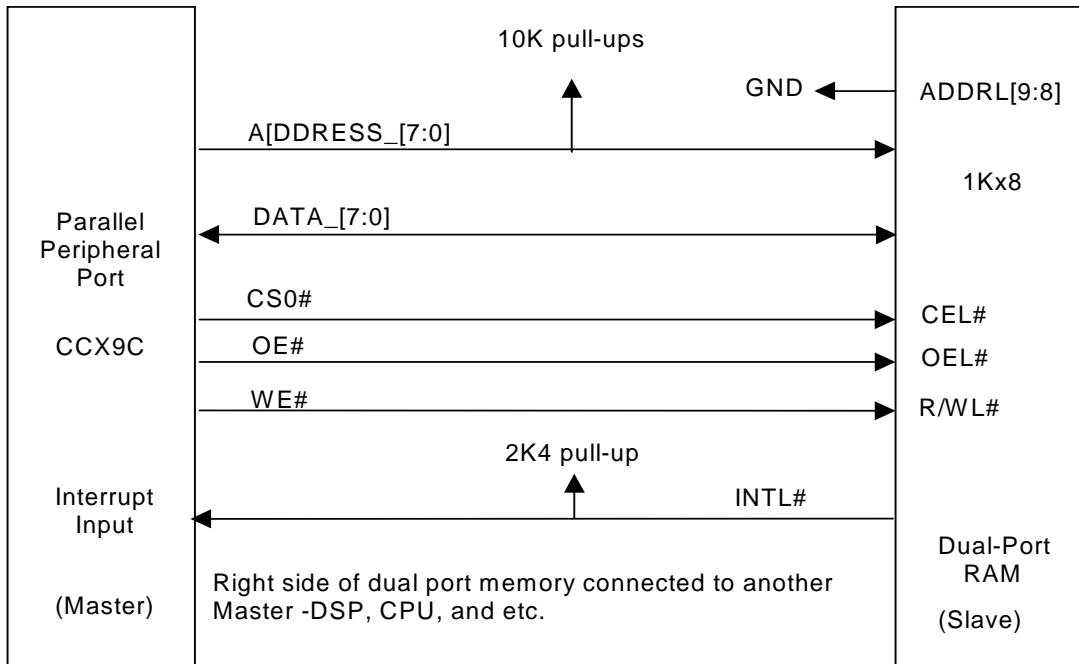 10K pull-ups
GND
ADDRL[9:8]
A[DDRESS_[7:0]
1Kx8
DATA_[7:0]
Parallel
Peripheral
Port
CS0#
CEL#
CCX9C
OE#
OEL#
WE#
R/WL#
2K4 pull-up
Interrupt
Input
INTL#
Dual-Port
RAM
(Master)
Right side of dual port memory connected to another
Master -DSP, CPU, and etc.
(Slave)